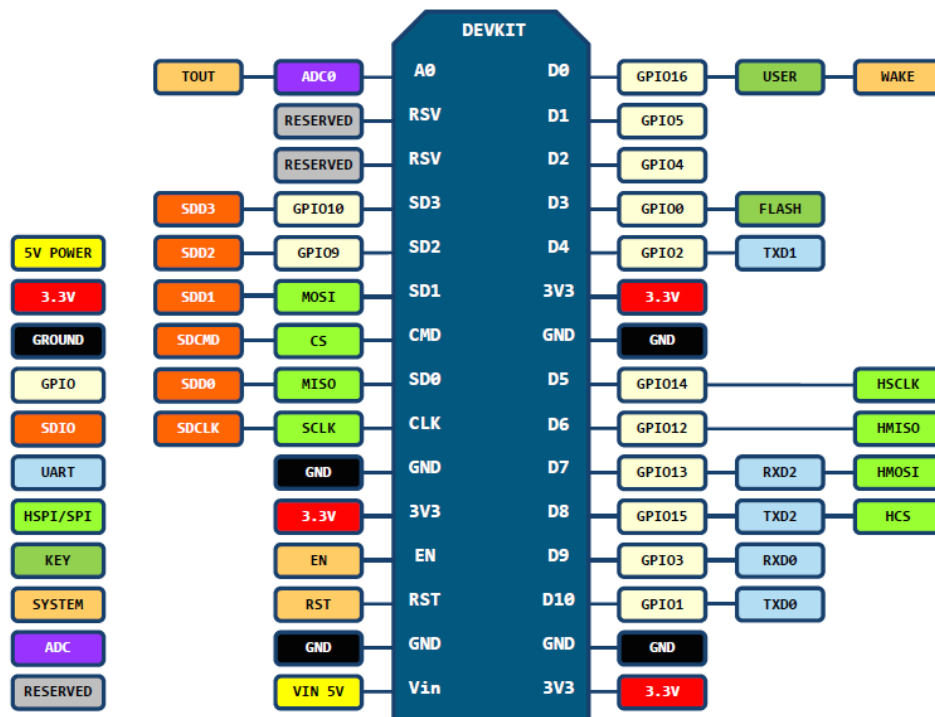 DEVKIT
TOUT ADC0 A0 D0 GPIO16 USER WAKE
RESERVED RSV D1 GPIO5
RESERVED RSV D2 GPIO4
SDD3 GPIO10 SD3 D3 GPIO0 FLASH
5V POWER SDD2 GPIO9 SD2 D4 GPIO2 TXD1
3.3V SDD1 MOSI SD1 3V3 3.3V
GROUND SDCMD CS CMD GND GND
GPIO SDD0 MISO SD0 D5 GPIO14 HSCLK
SDIO SDCLK SCLK CLK D6 GPIO12 HMISO
UART GND GND D7 GPIO13 RXD2 HMOSI
HSPI/SPI 3.3V 3V3 D8 GPIO15 TXD2 HCS
KEY EN EN D9 GPIO3 RXD0
SYSTEM RST RST D10 GPIO1 TXD0
ADC GND GND GND GND
RESERVED VIN 5V Vin 3V3 3.3V